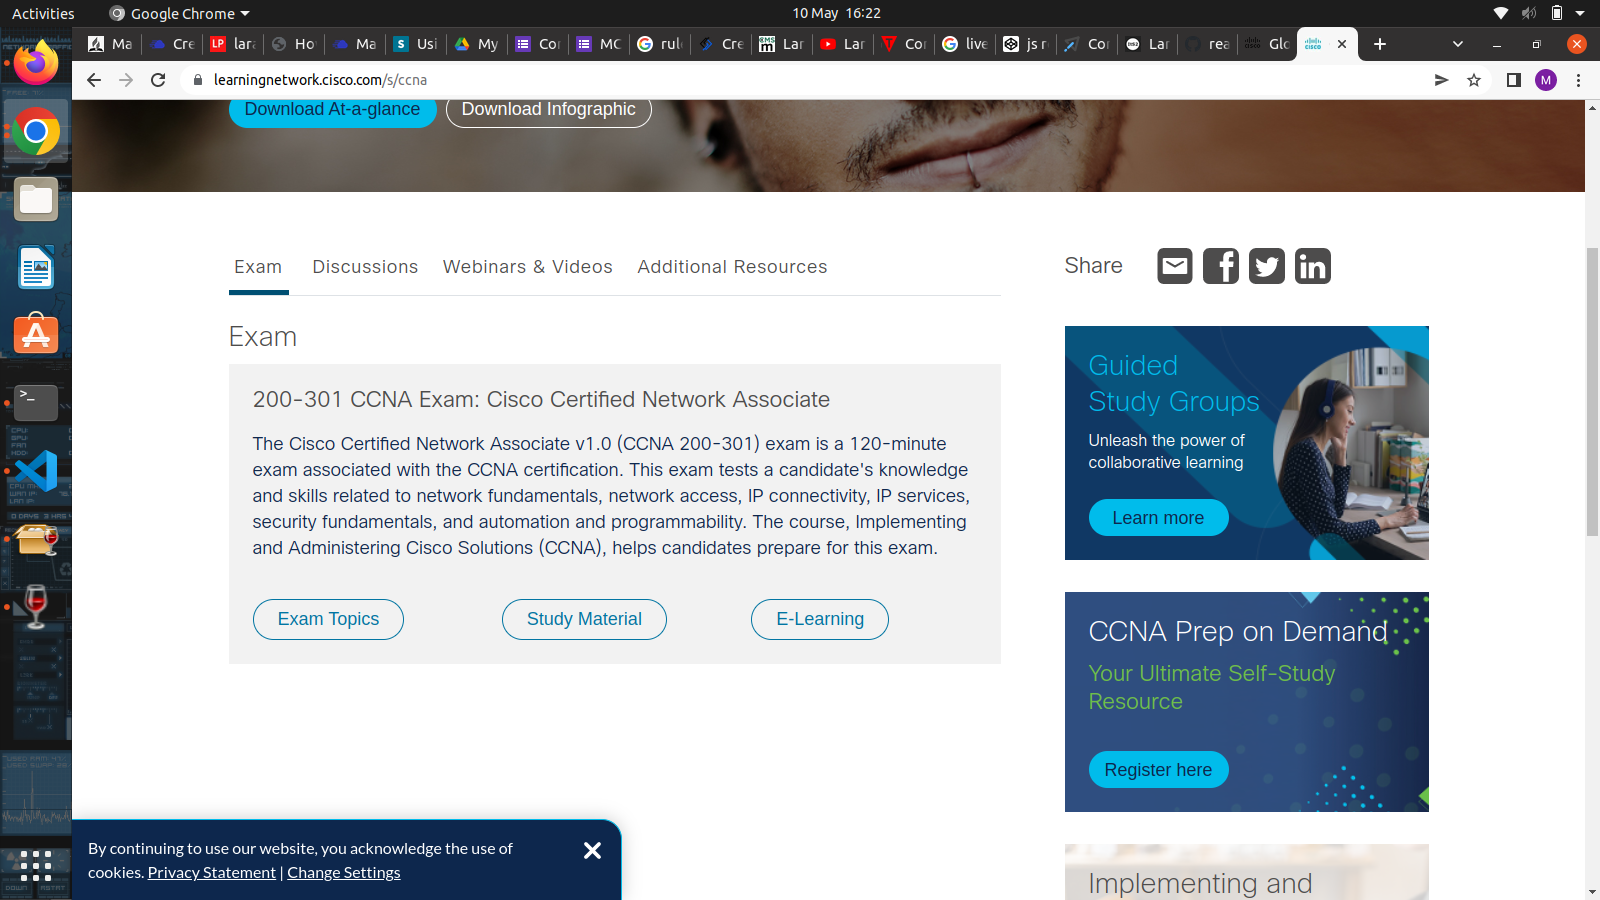 Activities
Google Chrome
10 May 16:22
Ma
Cre
lar
Ho
Ma
Usi
My
Cor
MC
rul
Cre
Lar
Lar
Cor
live
js r
Cor
Lar
rea
Glo
learningnetwork.cisco.com/s/ccna
M
Download At-a-glance
Download Infographic
Exam
Discussions
Webinars & Videos
Additional Resources
Share
Exam
200-301 CCNA Exam: Cisco Certified Network Associate
The Cisco Certified Network Associate v1.0 (CCNA 200-301) exam is a 120-minute
exam associated with the CCNA certification. This exam tests a candidate's knowledge
and skills related to network fundamentals, network access, IP connectivity, IP services,
security fundamentals, and automation and programmability. The course, Implementing
and Administering Cisco Solutions (CCNA), helps candidates prepare for this exam.
Exam Topics
Study Material
E-Learning
Guided
Study Groups
Unleash the power of
collaborative learning
Learn more
CCNA Prep on Demand
Your Ultimate Self-Study
Resource
Register here
Implementing and
By continuing to use our website, you acknowledge the use of
cookies. Privacy Statement | Change Settings